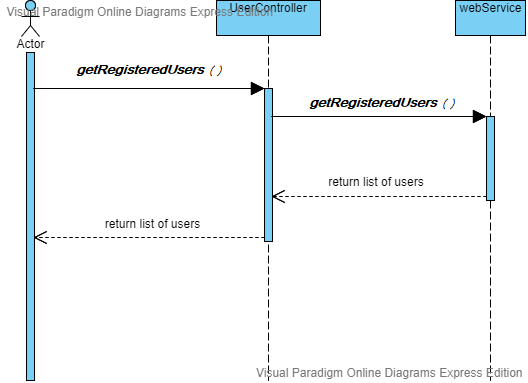 Visual Paradigm Online Diagrams Express Edition
UserController
webService
Actor
getRegisteredUsers ()
getRegisteredUsers ()
return list of users
return list of users
Visual Paradigm Online Diagrams Express Edition